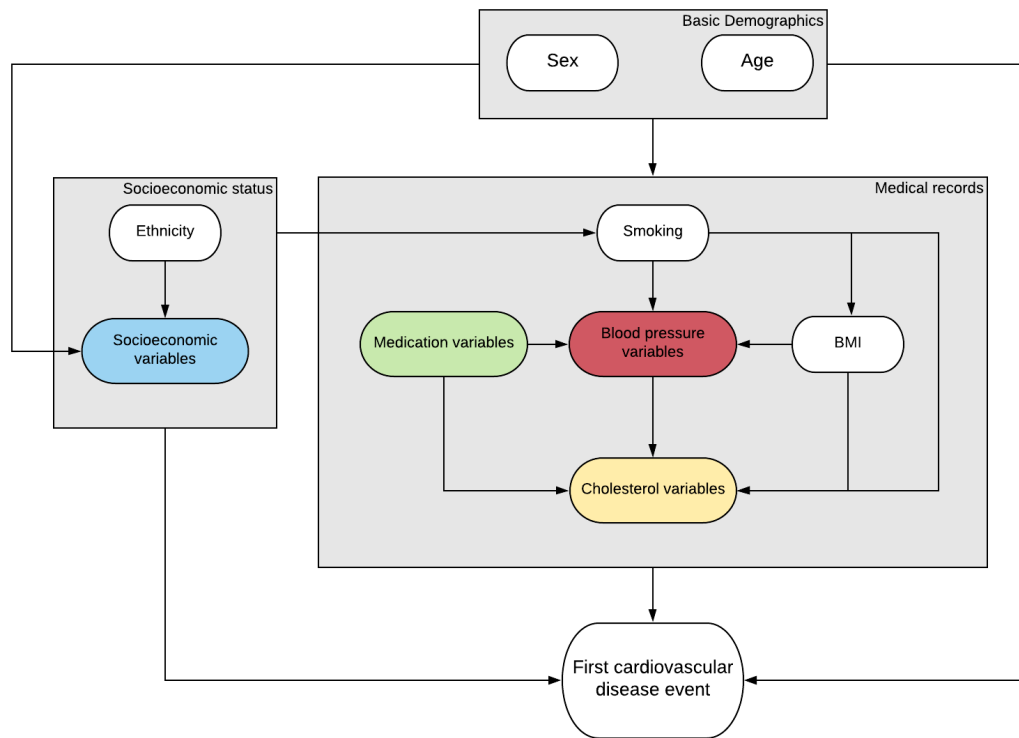 Basic Demographics
Sex
Age
Socioeconomic status
Medical records
Ethnicity
Smoking
Socioeconomic
variables
Medication variables
Blood pressure
variables
BMI
Cholesterol variables
First cardiovascular
disease event